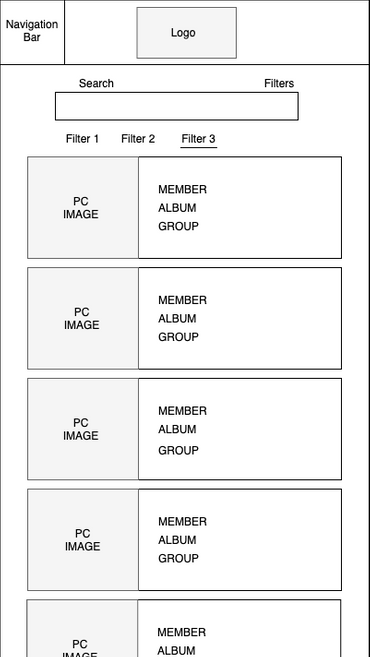 Navigation
Bar
Logo
Search
Filters
Filter 1
Filter 2
Filter 3
PC
IMAGE
MEMBER
ALBUM
GROUP
PC
IMAGE
MEMBER
ALBUM
GROUP
PC
IMAGE
MEMBER
ALBUM
GROUP
PC
IMAGE
MEMBER
ALBUM
GROUP
PC
IMAGE
MEMBER
ALBUM